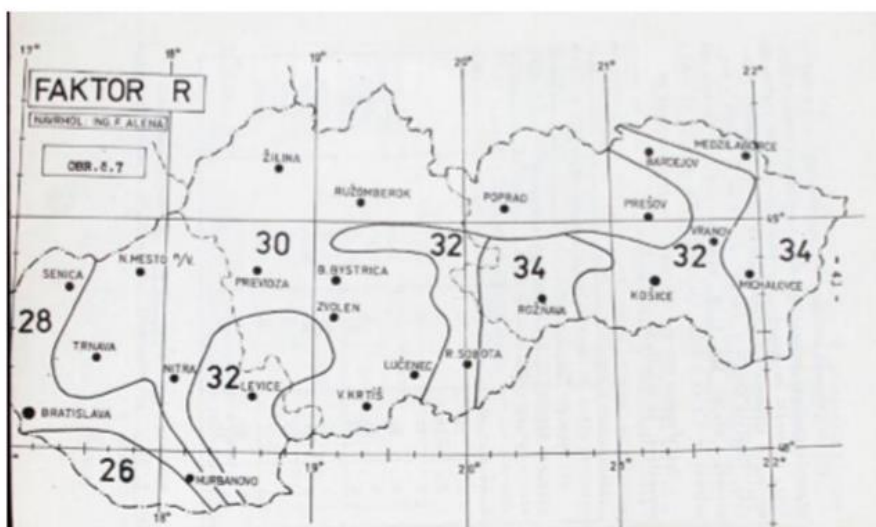 17° 18° 19° 20° 21° 22°
FAKTOR R
NAVRHOL: ING. F. ALENA
OBR.č.7
MEDZILABORCE
BARDEJOV
ŽILINA
RUŽOMBEROK
POPRAD
PREŠOV
49°
VRANOV
30
32
34
32
34
N.MESTO n/V.
SENICA
PRIEVIDZA
B. BYSTRICA
MICHALOVCE
KOŠICE
ROŽŇAVA
28
ZVOLEN
TRNAVA
NITRA
32
LEVICE
LUČENEC
R.SOBOTA
V. KRTÍŠ
BRATISLAVA
26
HURBANOVO
18° 19° 20° 21° 22°